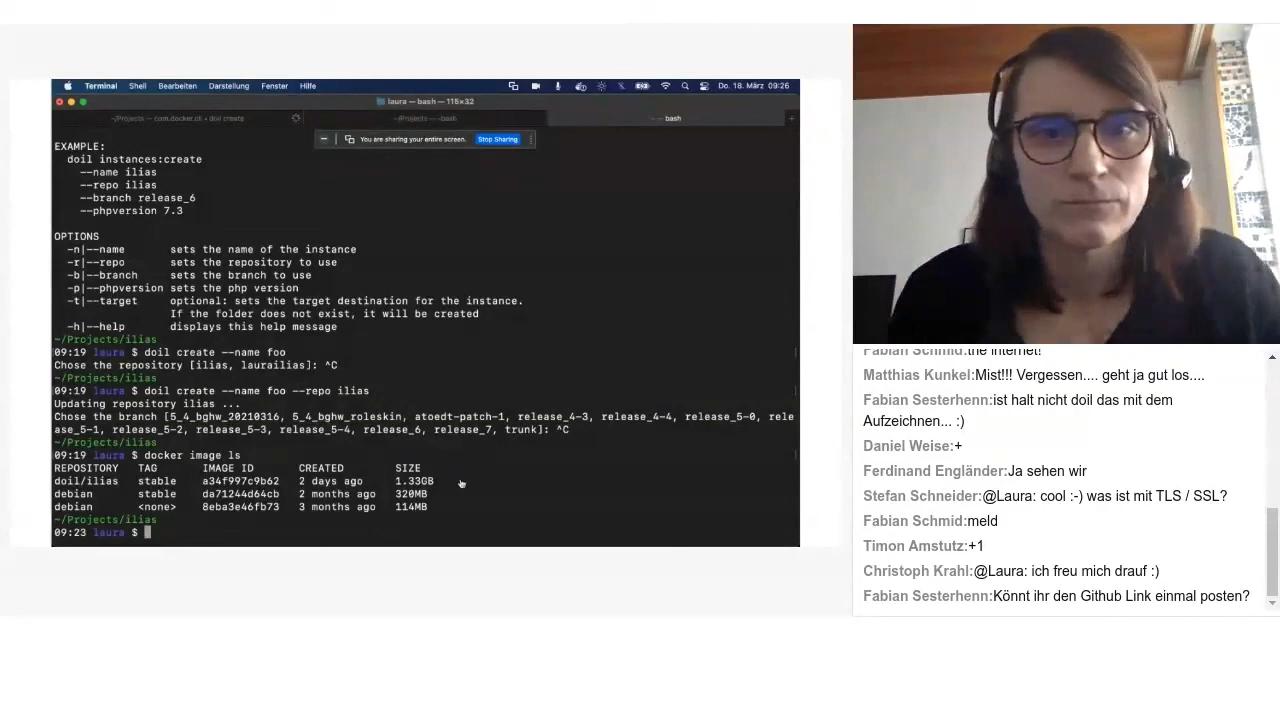 Terminal Shell Bearbeiten Darstellung Fenster Hilfe Do. 18. März 09:26
laura — bash — 115×32
~/Projects — com.docker.cli • doil create ~/Projects — -bash ~ — -bash
You are sharing your entire screen. Stop Sharing
EXAMPLE:
doil instances:create
--name ilias
--repo ilias
--branch release_6
--phpversion 7.3
OPTIONS
-n|--name sets the name of the instance
-r|--repo sets the repository to use
-b|--branch sets the branch to use
-p|--phpversion sets the php version
-t|--target optional: sets the target destination for the instance.
If the folder does not exist, it will be created
-h|--help displays this help message
~/Projects/ilias
09:19 laura $ doil create --name foo
Chose the repository [ilias, laurailias]: ^C
~/Projects/ilias
09:19 laura $ doil create --name foo --repo ilias
Updating repository ilias ...
Chose the branch [5_4_bghw_20210316, 5_4_bghw_roleskin, atoedt-patch-1, release_4-3, release_4-4, release_5-0, rele
ase_5-1, release_5-2, release_5-3, release_5-4, release_6, release_7, trunk]: ^C
~/Projects/ilias
09:19 laura $ docker image ls
REPOSITORY TAG IMAGE ID CREATED SIZE
doil/ilias stable a34f997c9b62 2 days ago 1.33GB
debian stable da71244d64cb 2 months ago 320MB
debian <none> 8eba3e46fb73 3 months ago 114MB
~/Projects/ilias
09:23 laura $
Fabian Schmid:the internet!
Matthias Kunkel:Mist!!! Vergessen.... geht ja gut los....
Fabian Sesterhenn:ist halt nicht doil das mit dem
Aufzeichnen... :)
Daniel Weise:+
Ferdinand Engländer:Ja sehen wir
Stefan Schneider:@Laura: cool :-) was ist mit TLS / SSL?
Fabian Schmid:meld
Timon Amstutz:+1
Christoph Krahl:@Laura: ich freu mich drauf :)
Fabian Sesterhenn:Könnt ihr den Github Link einmal posten?